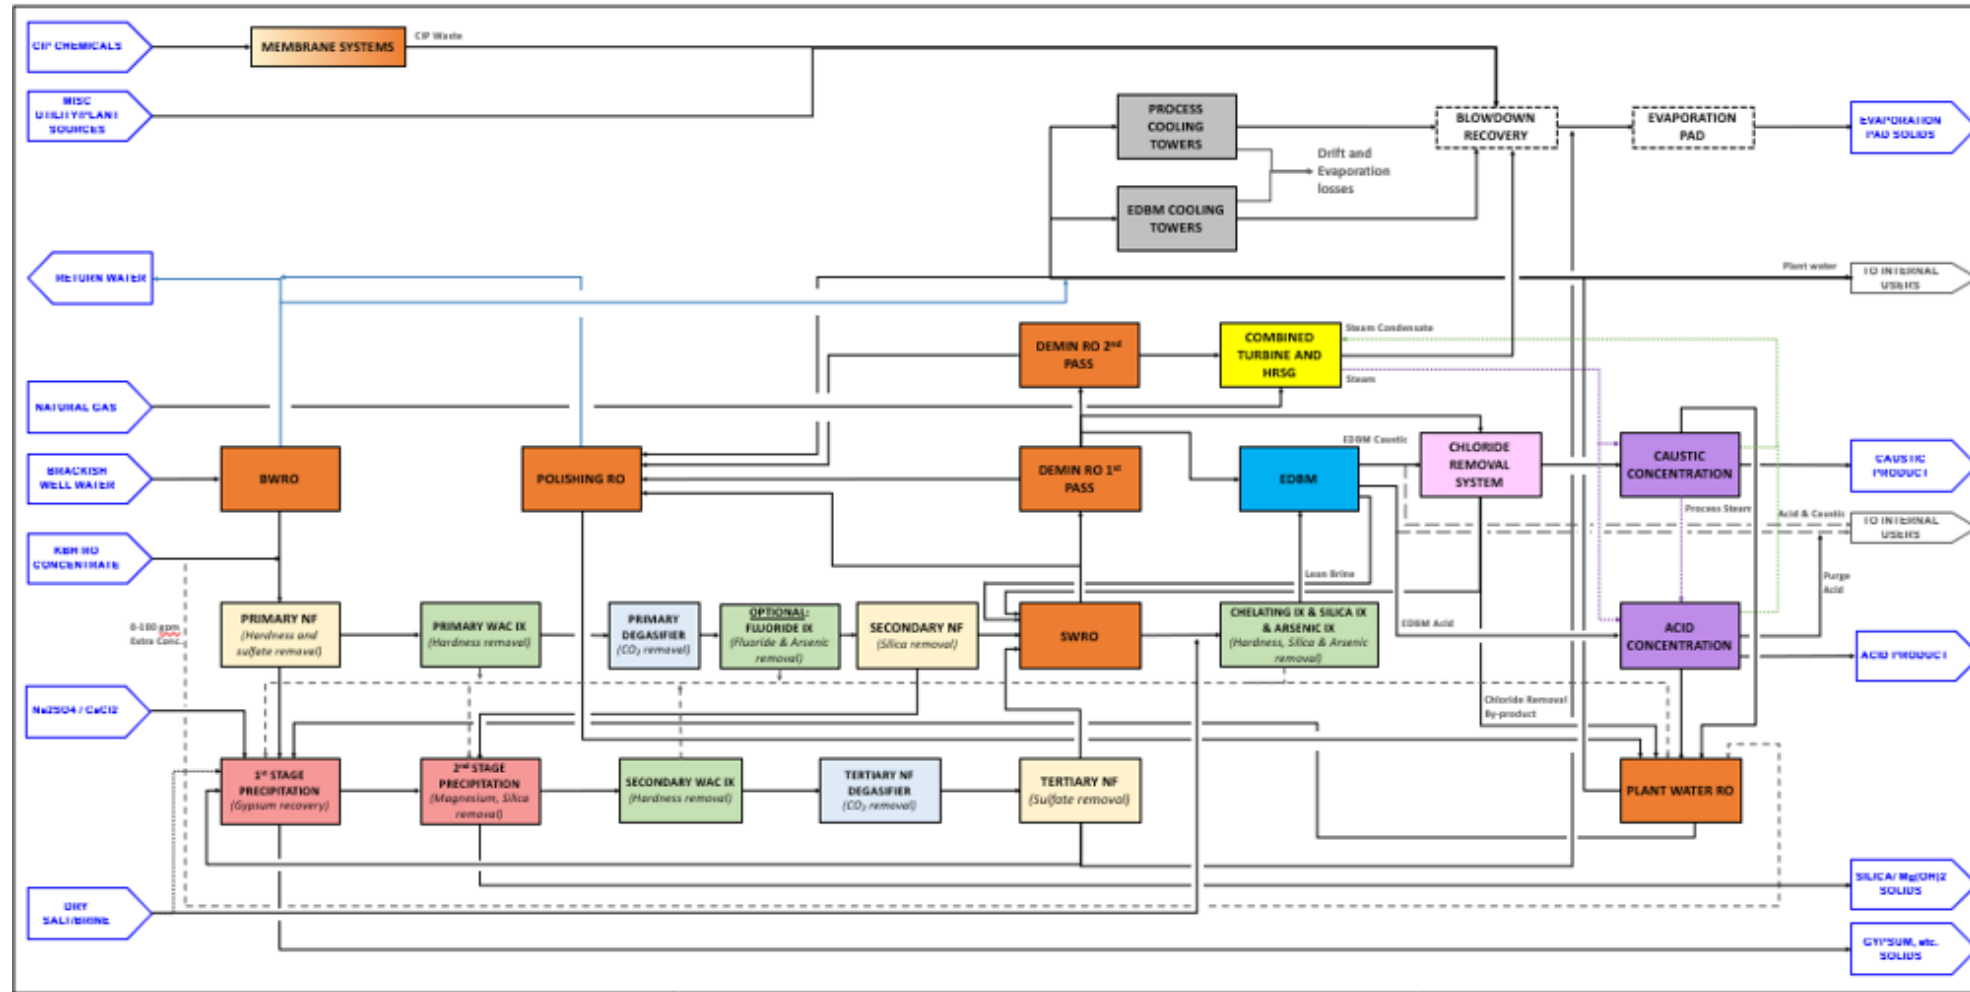 CIP CHEMICALS
MEMBRANE SYSTEMS
CIP Waste
MISC
UTILITY/PLANT
SOURCES
PROCESS
COOLING
TOWERS
BLOWDOWN
RECOVERY
EVAPORATION
PAD
EVAPORATION
PAD SOLIDS
Drift and
Evaporation
losses
EDBM COOLING
TOWERS
RETURN WATER
Plant water
TO INTERNAL
USERS
DEMIN RO 2nd
PASS
COMBINED
TURBINE AND
HRSG
Steam Condensate
Steam
NATURAL GAS
BRACKISH
WELL WATER
BWRO
POLISHING RO
DEMIN RO 1st
PASS
EDBM
EDBM Caustic
CHLORIDE
REMOVAL
SYSTEM
CAUSTIC
CONCENTRATION
CAUSTIC
PRODUCT
Process Steam
Acid & Caustic
TO INTERNAL
USERS
KBH RO
CONCENTRATE
Lean Brine
Purge
Acid
0-100 gpm
Extra Conc.
PRIMARY NF
(Hardness and
sulfate removal)
PRIMARY WAC IX
(Hardness removal)
PRIMARY
DEGASIFIER
(CO₂ removal)
OPTIONAL:
FLUORIDE IX
(Fluoride & Arsenic
removal)
SECONDARY NF
(Silica removal)
SWRO
CHELATING IX & SILICA IX
& ARSENIC IX
(Hardness, Silica & Arsenic
removal)
EDBM Acid
ACID
CONCENTRATION
ACID PRODUCT
Na2SO4 / CaCl2
Chloride Removal
By-product
1st STAGE
PRECIPITATION
(Gypsum recovery)
2nd STAGE
PRECIPITATION
(Magnesium, Silica
removal)
SECONDARY WAC IX
(Hardness removal)
TERTIARY NF
DEGASIFIER
(CO₂ removal)
TERTIARY NF
(Sulfate removal)
PLANT WATER RO
DRY
SALT/BRINE
SILICA/ Mg(OH)2
SOLIDS
GYPSUM, etc.
SOLIDS